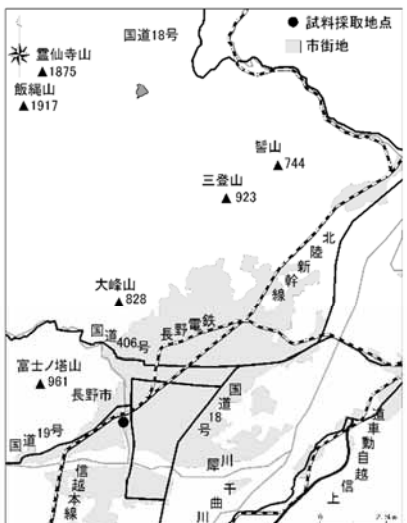 国道18号
● 試料採取地点
市街地
霊仙寺山
▲1875
飯縄山
▲1917
髻山
▲744
三登山
▲923
北陸新幹線
大峰山
▲828
長野電鉄
国道406号
富士ノ塔山
▲961
長野市
国道18号
国道19号
犀川
千曲川
信越本線
上信越自動車道